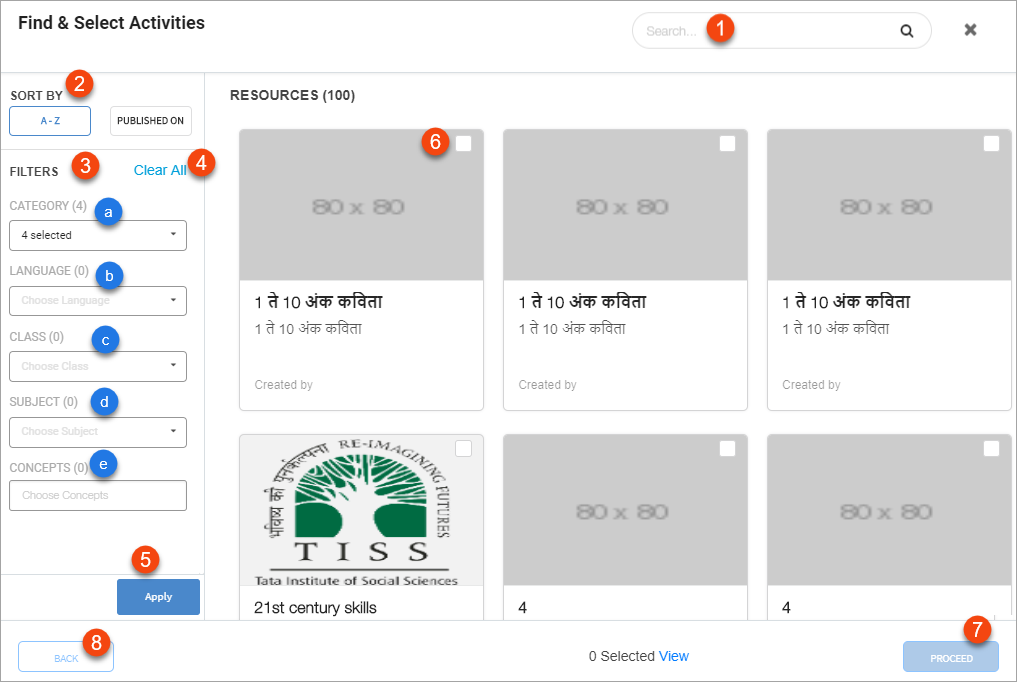 Find & Select Activities
Search...
1
2
SORT BY
A - Z
PUBLISHED ON
3
4
FILTERS
Clear All
CATEGORY (4)
a
4 selected
LANGUAGE (0)
b
Choose Language
CLASS (0)
c
Choose Class
SUBJECT (0)
d
Choose Subject
CONCEPTS (0)
e
Choose Concepts
5
Apply
RESOURCES (100)
6
80 x 80
80 x 80
80 x 80
1 ते 10 अंक कविता
1 ते 10 अंक कविता
Created by
1 ते 10 अंक कविता
1 ते 10 अंक कविता
Created by
1 ते 10 अंक कविता
1 ते 10 अंक कविता
Created by
भविष्य की पुनर्कल्पना
RE-IMAGINING FUTURES
TISS
Tata Institute of Social Sciences
21st century skills
80 x 80
4
80 x 80
4
8
BACK
0 Selected View
7
PROCEED